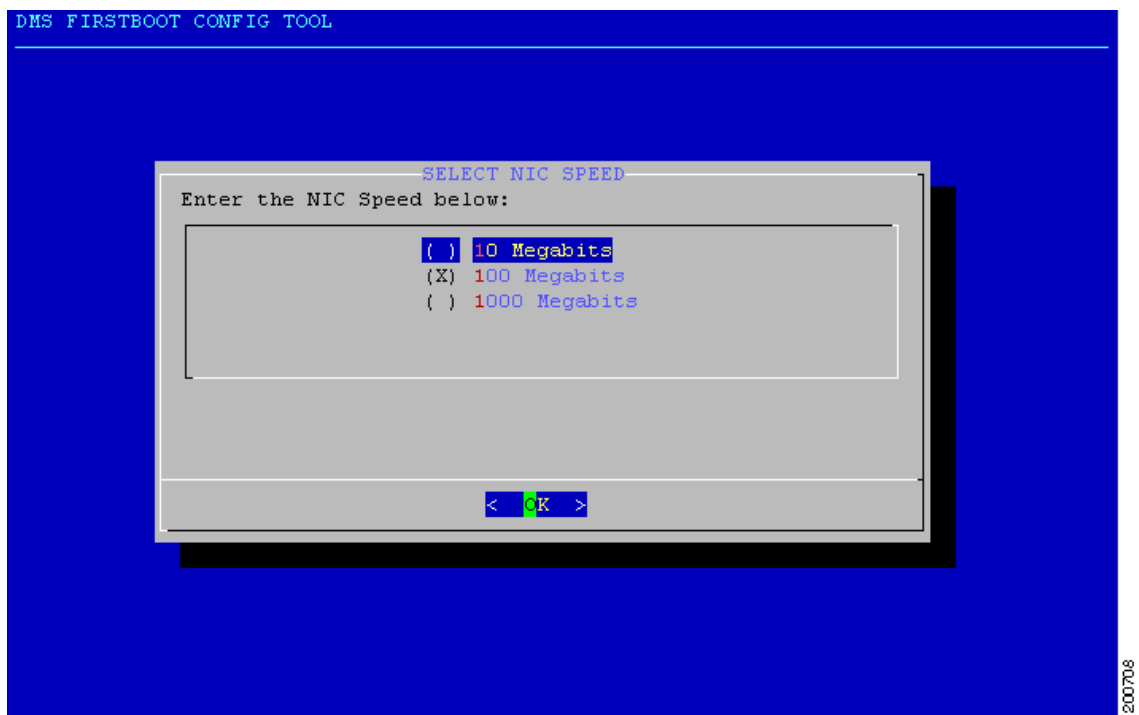 DMS FIRSTBOOT CONFIG TOOL
SELECT NIC SPEED
Enter the NIC Speed below:
( ) 10 Megabits
(X) 100 Megabits
( ) 1000 Megabits
< OK >
200708